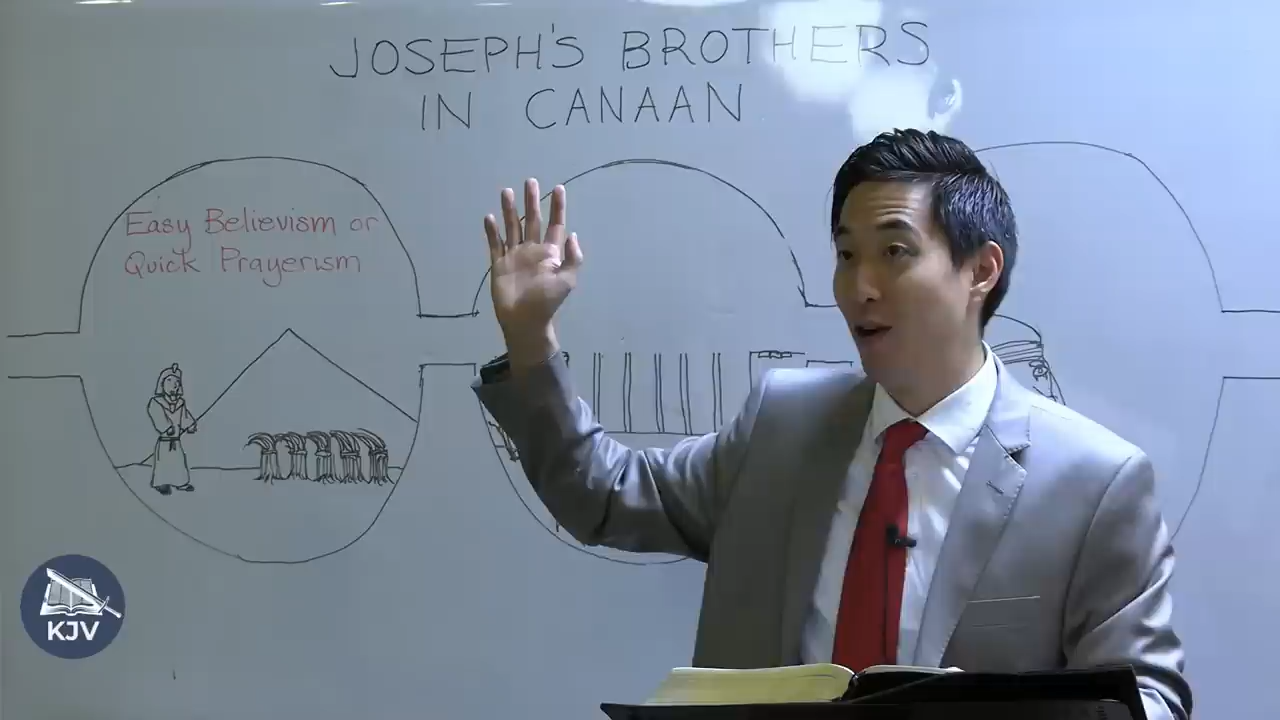 JOSEPH'S BROTHERS
IN CANAAN
Easy Believism or
Quick Prayerism
KJV